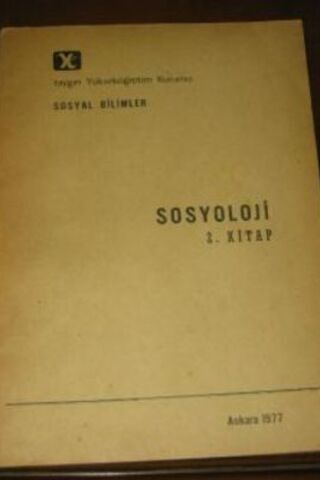 Yaygın Yükseköğretim Kurumu
SOSYAL BİLİMLER
SOSYOLOJİ
2. KİTAP
Ankara 1977